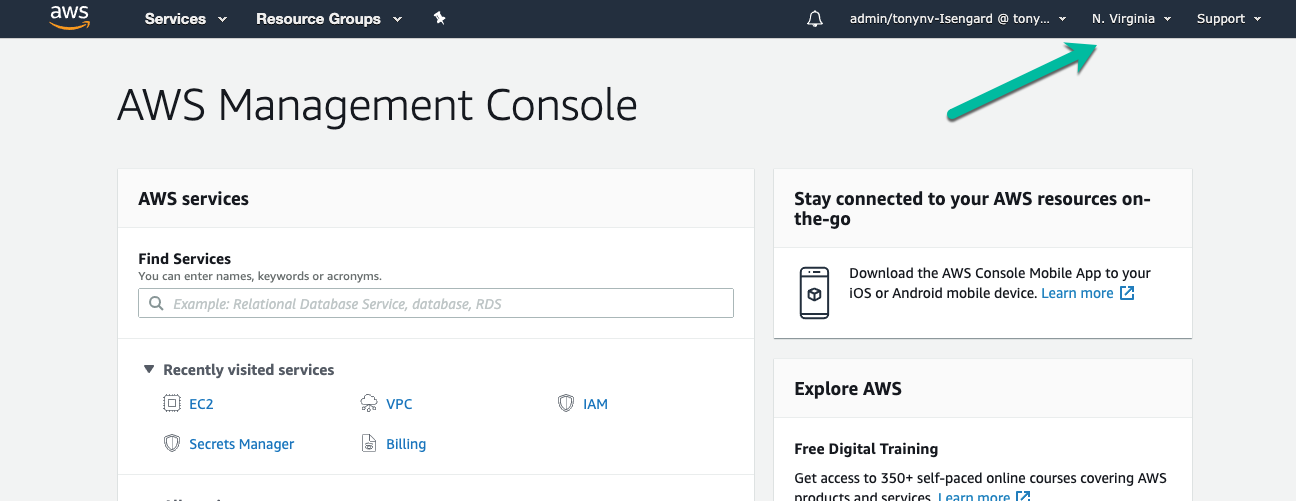 aws Services Resource Groups admin/tonynv-Isengard @ tony... N. Virginia Support
AWS Management Console
AWS services
Find Services
You can enter names, keywords or acronyms.
Example: Relational Database Service, database, RDS
Recently visited services
EC2 VPC IAM
Secrets Manager Billing
Stay connected to your AWS resources on-
the-go
Download the AWS Console Mobile App to your
iOS or Android mobile device. Learn more
Explore AWS
Free Digital Training
Get access to 350+ self-paced online courses covering AWS
products and services. Learn more